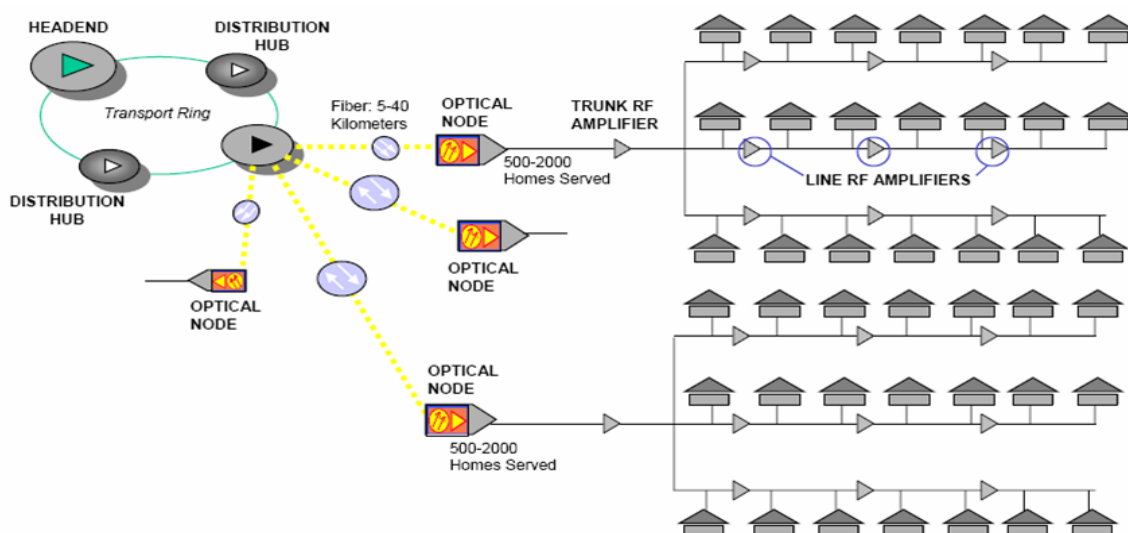 HEADEND
DISTRIBUTION
HUB
Transport Ring
DISTRIBUTION
HUB
Fiber: 5-40
Kilometers
OPTICAL
NODE
500-2000
Homes Served
TRUNK RF
AMPLIFIER
LINE RF AMPLIFIERS
OPTICAL
NODE
OPTICAL
NODE
OPTICAL
NODE
500-2000
Homes Served